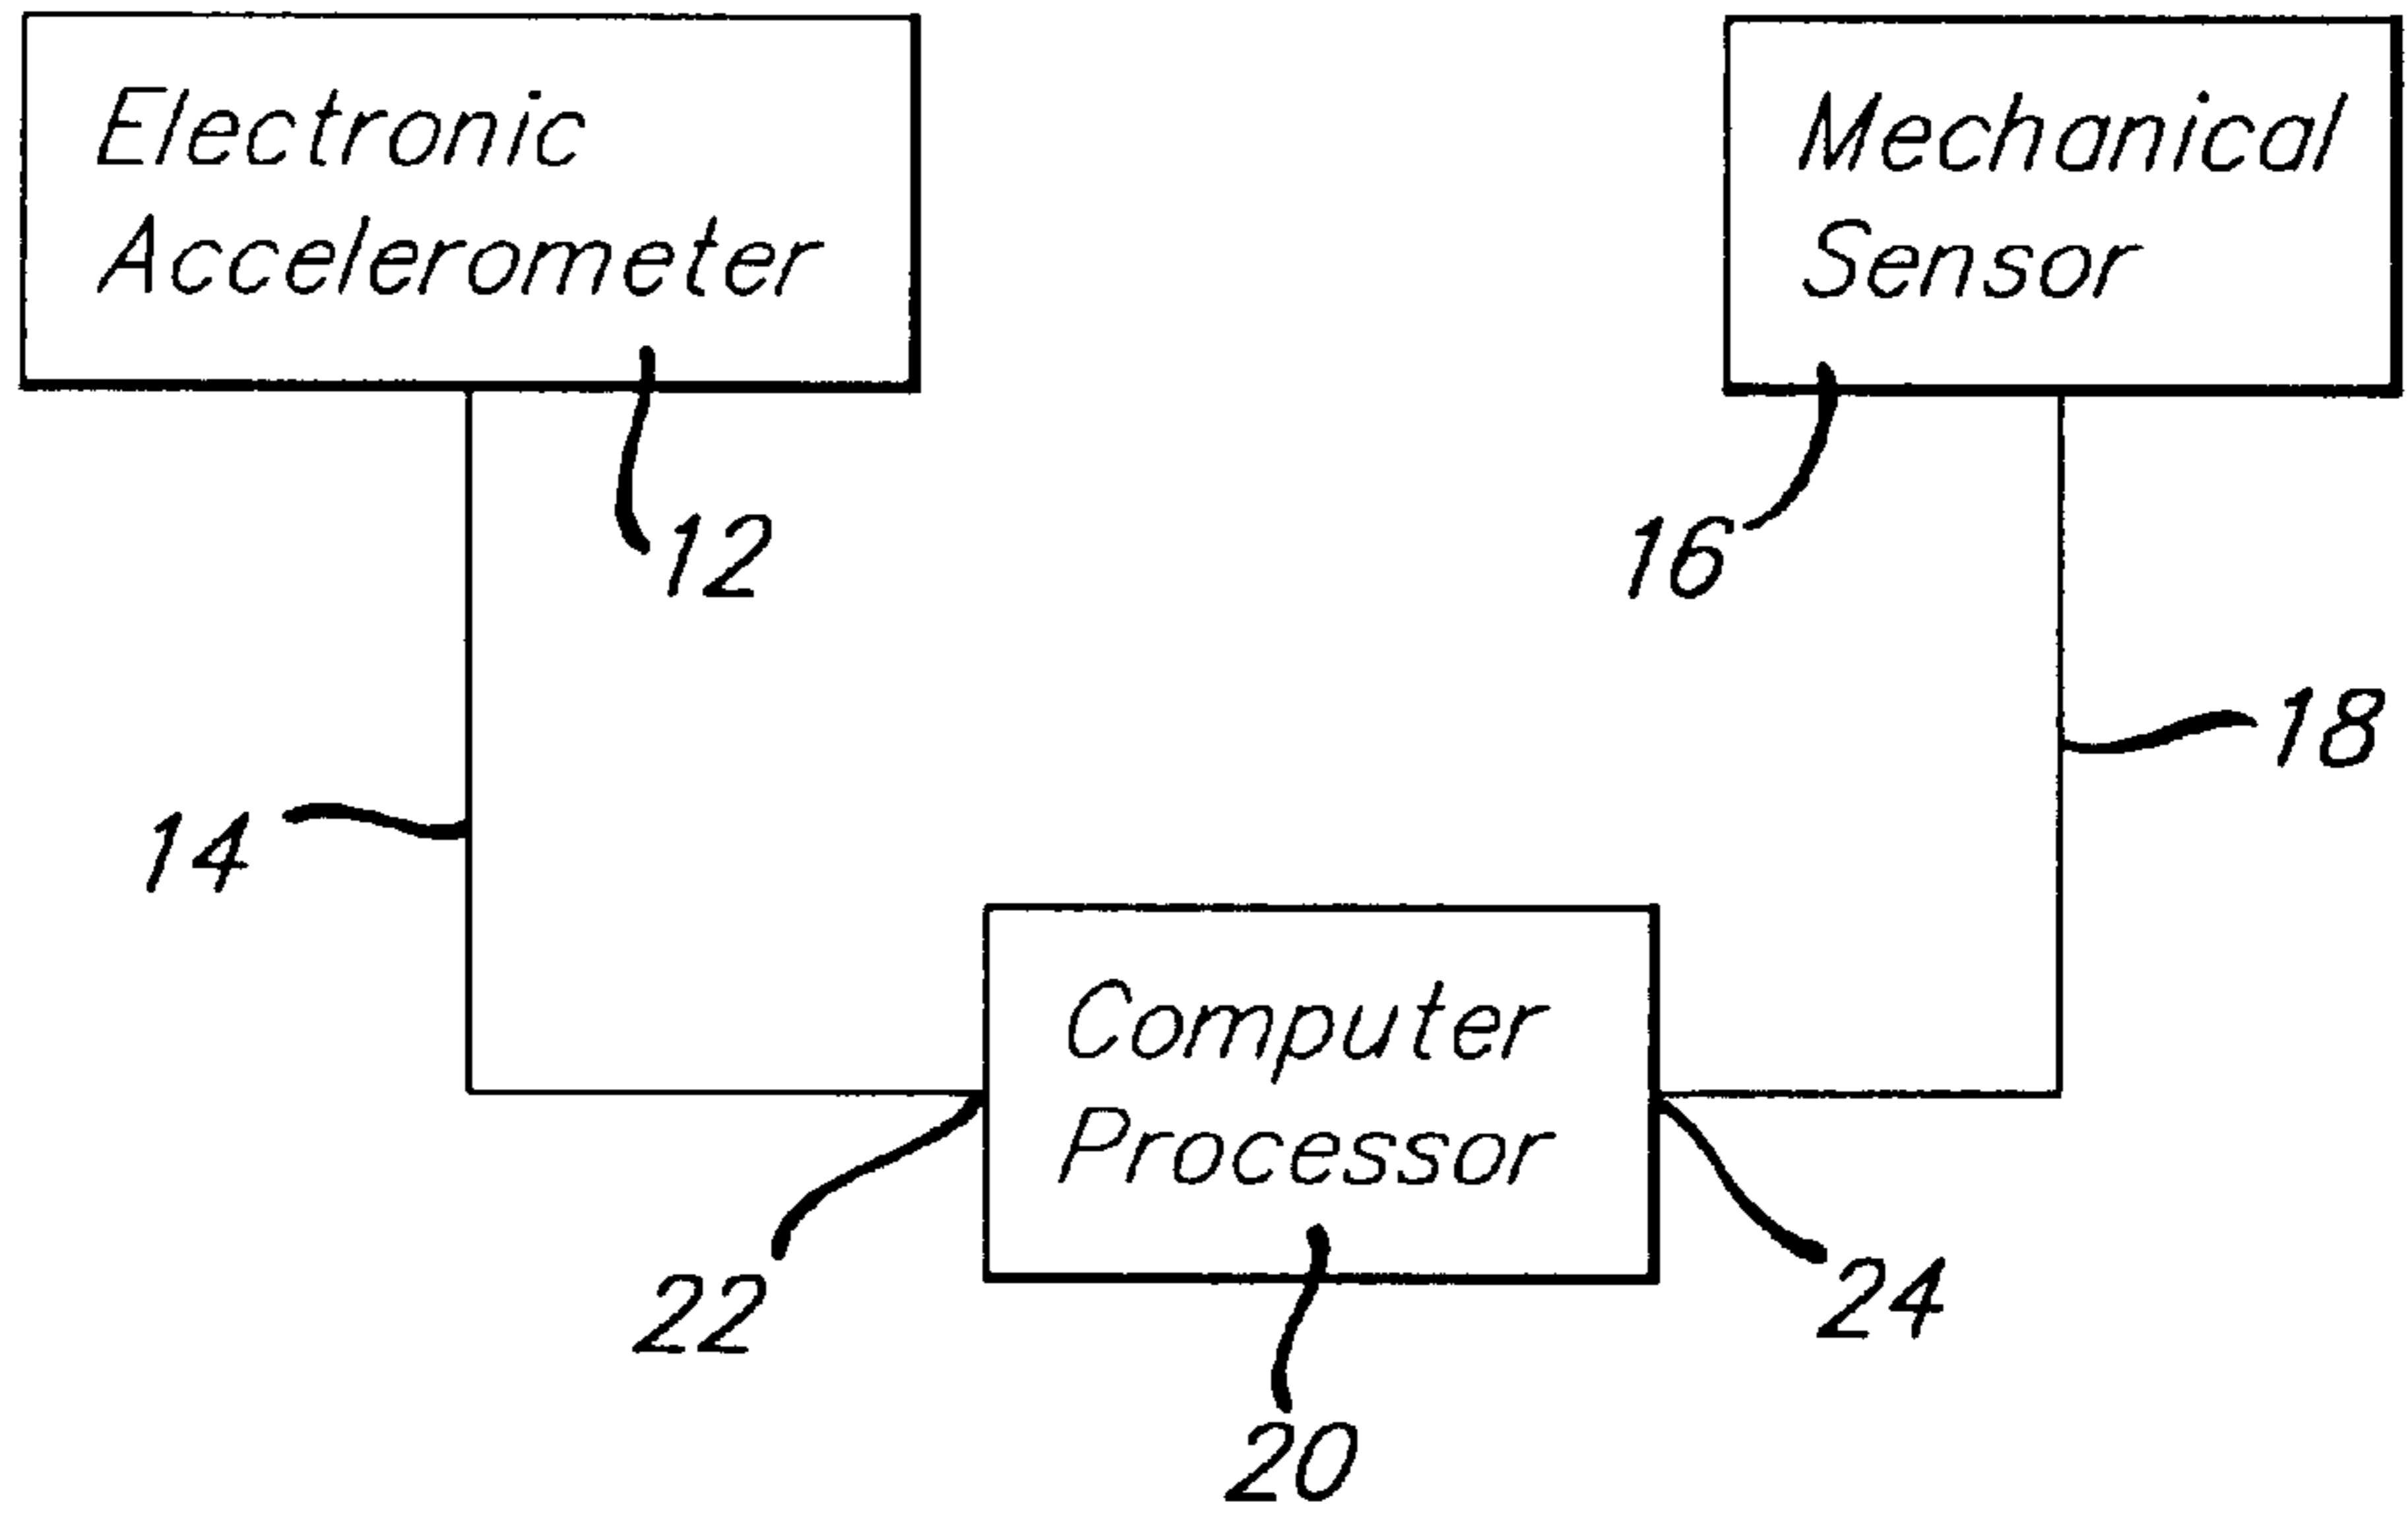 Electronic
Accelerometer
Mechanical
Sensor
12
16
18
14
Computer
Processor
22
24
20